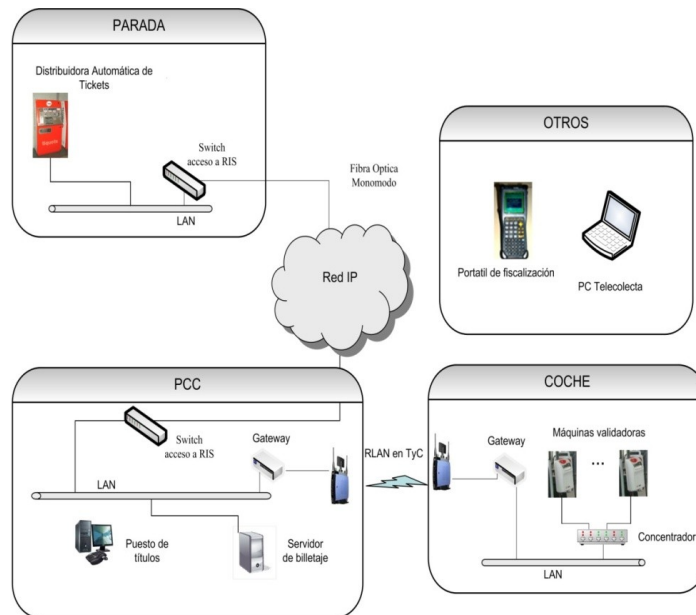 PARADA
Distribuidora Automática de
Tickets
Switch
acceso a RIS
LAN
Fibra Optica
Monomodo
OTROS
Portatil de fiscalización
PC Telecolecta
Red IP
PCC
Switch
acceso a RIS
Gateway
LAN
Puesto de
títulos
Servidor
de billetaje
RLAN en TyC
COCHE
Gateway
Máquinas validadoras
...
Concentrador
LAN